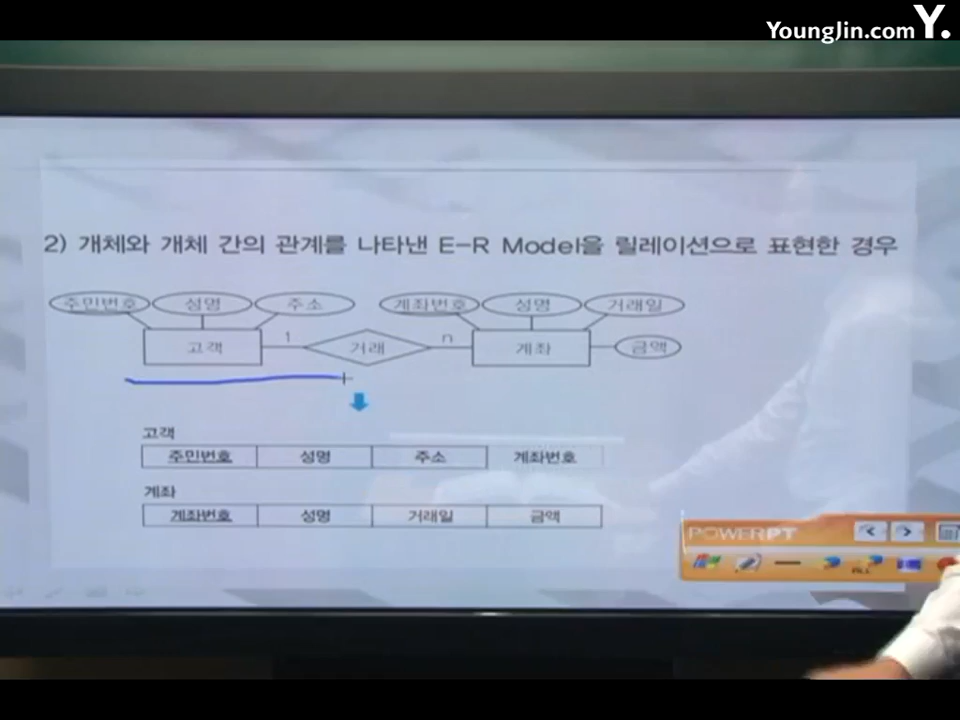 YoungJin.com Y.
2) 개체와 개체 간의 관계를 나타낸 E-R Model을 릴레이션으로 표현한 경우
주민번호 성명 주소 계좌번호 성명 거래일
고객 1 거래 n 계좌 금액
고객
주민번호 성명 주소 계좌번호
계좌
계좌번호 성명 거래일 금액
POWERPT
ALL